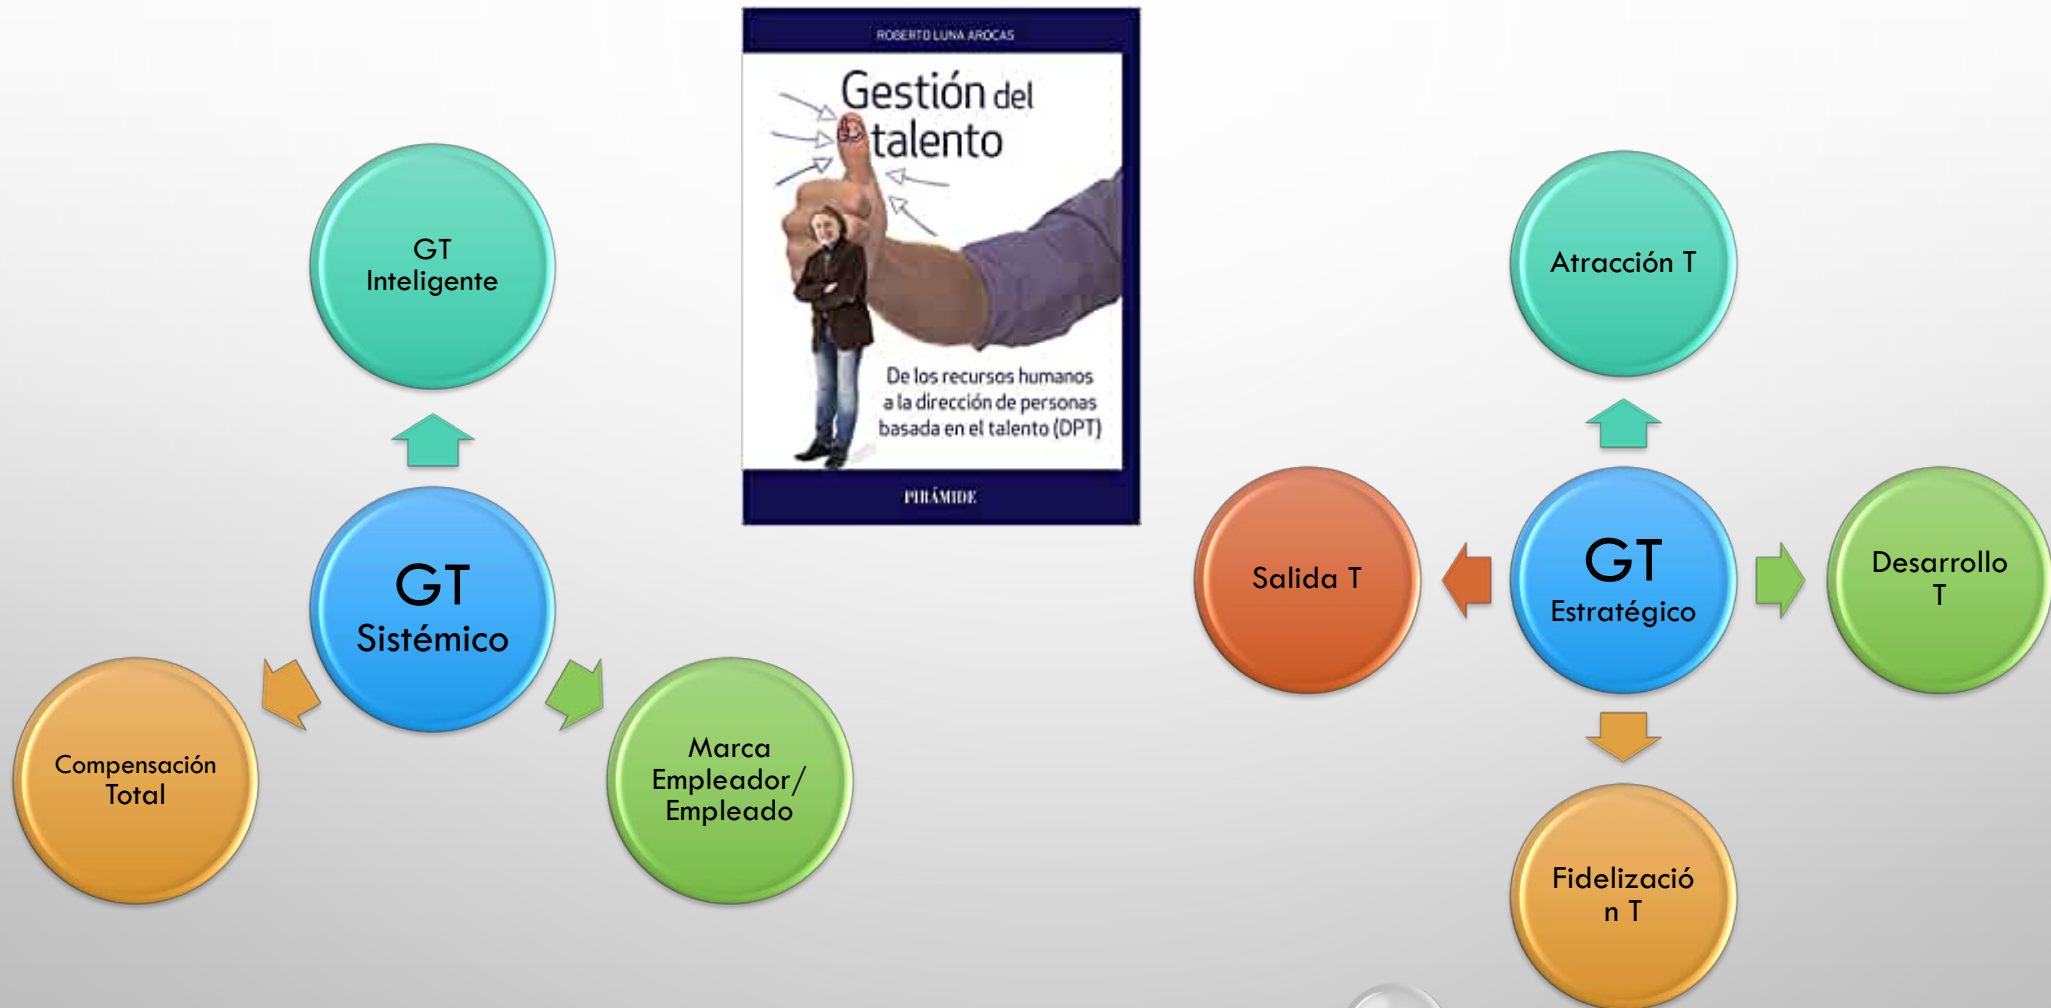 GT
Inteligente
GT
Sistémico
Compensación
Total
Marca
Empleador/
Empleado
ROBERTO LUNA AROCAS
Gestión del
talento
De los recursos humanos
a la dirección de personas
basada en el talento (DPT)
PIRÁMIDE
Atracción T
Salida T
GT
Estratégico
Desarrollo
T
Fidelizació
n T